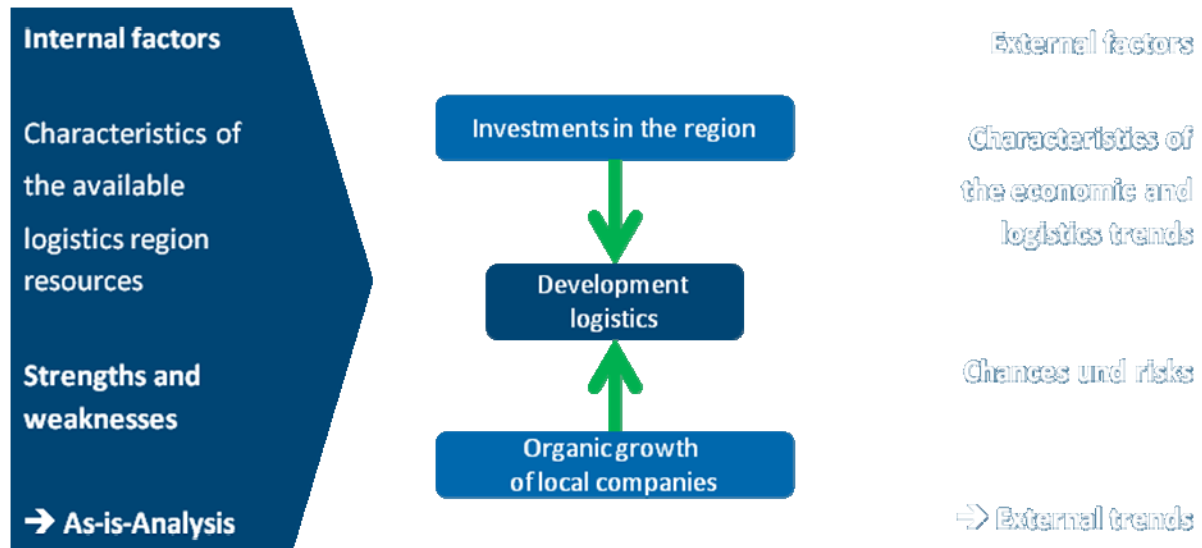 Internal factors
Characteristics of
the available
logistics region
resources
Strengths and
weaknesses
→ As-is-Analysis
Investments in the region
Development
logistics
Organic growth
of local companies
External factors
Characteristics of
the economic and
logistics trends
Chances und risks
→ External trends